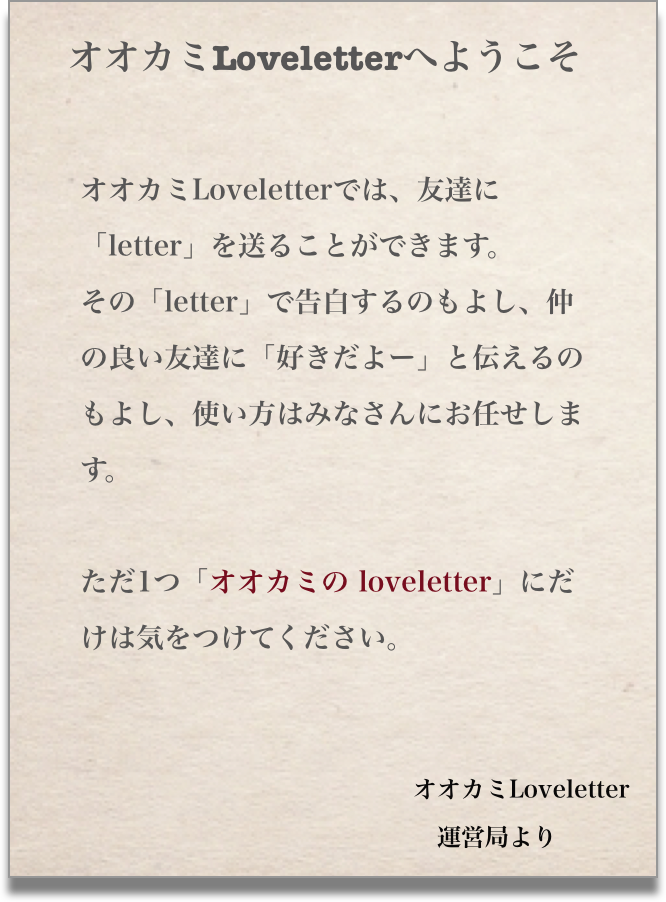 オオカミLoveletterへようこそ
オオカミLoveletterでは、友達に
「letter」を送ることができます。
その「letter」で告白するのもよし、仲
の良い友達に「好きだよー」と伝えるの
もよし、使い方はみなさんにお任せしま
す。
ただ1つ「オオカミの loveletter」にだ
けは気をつけてください。
オオカミLoveletter
運営局より